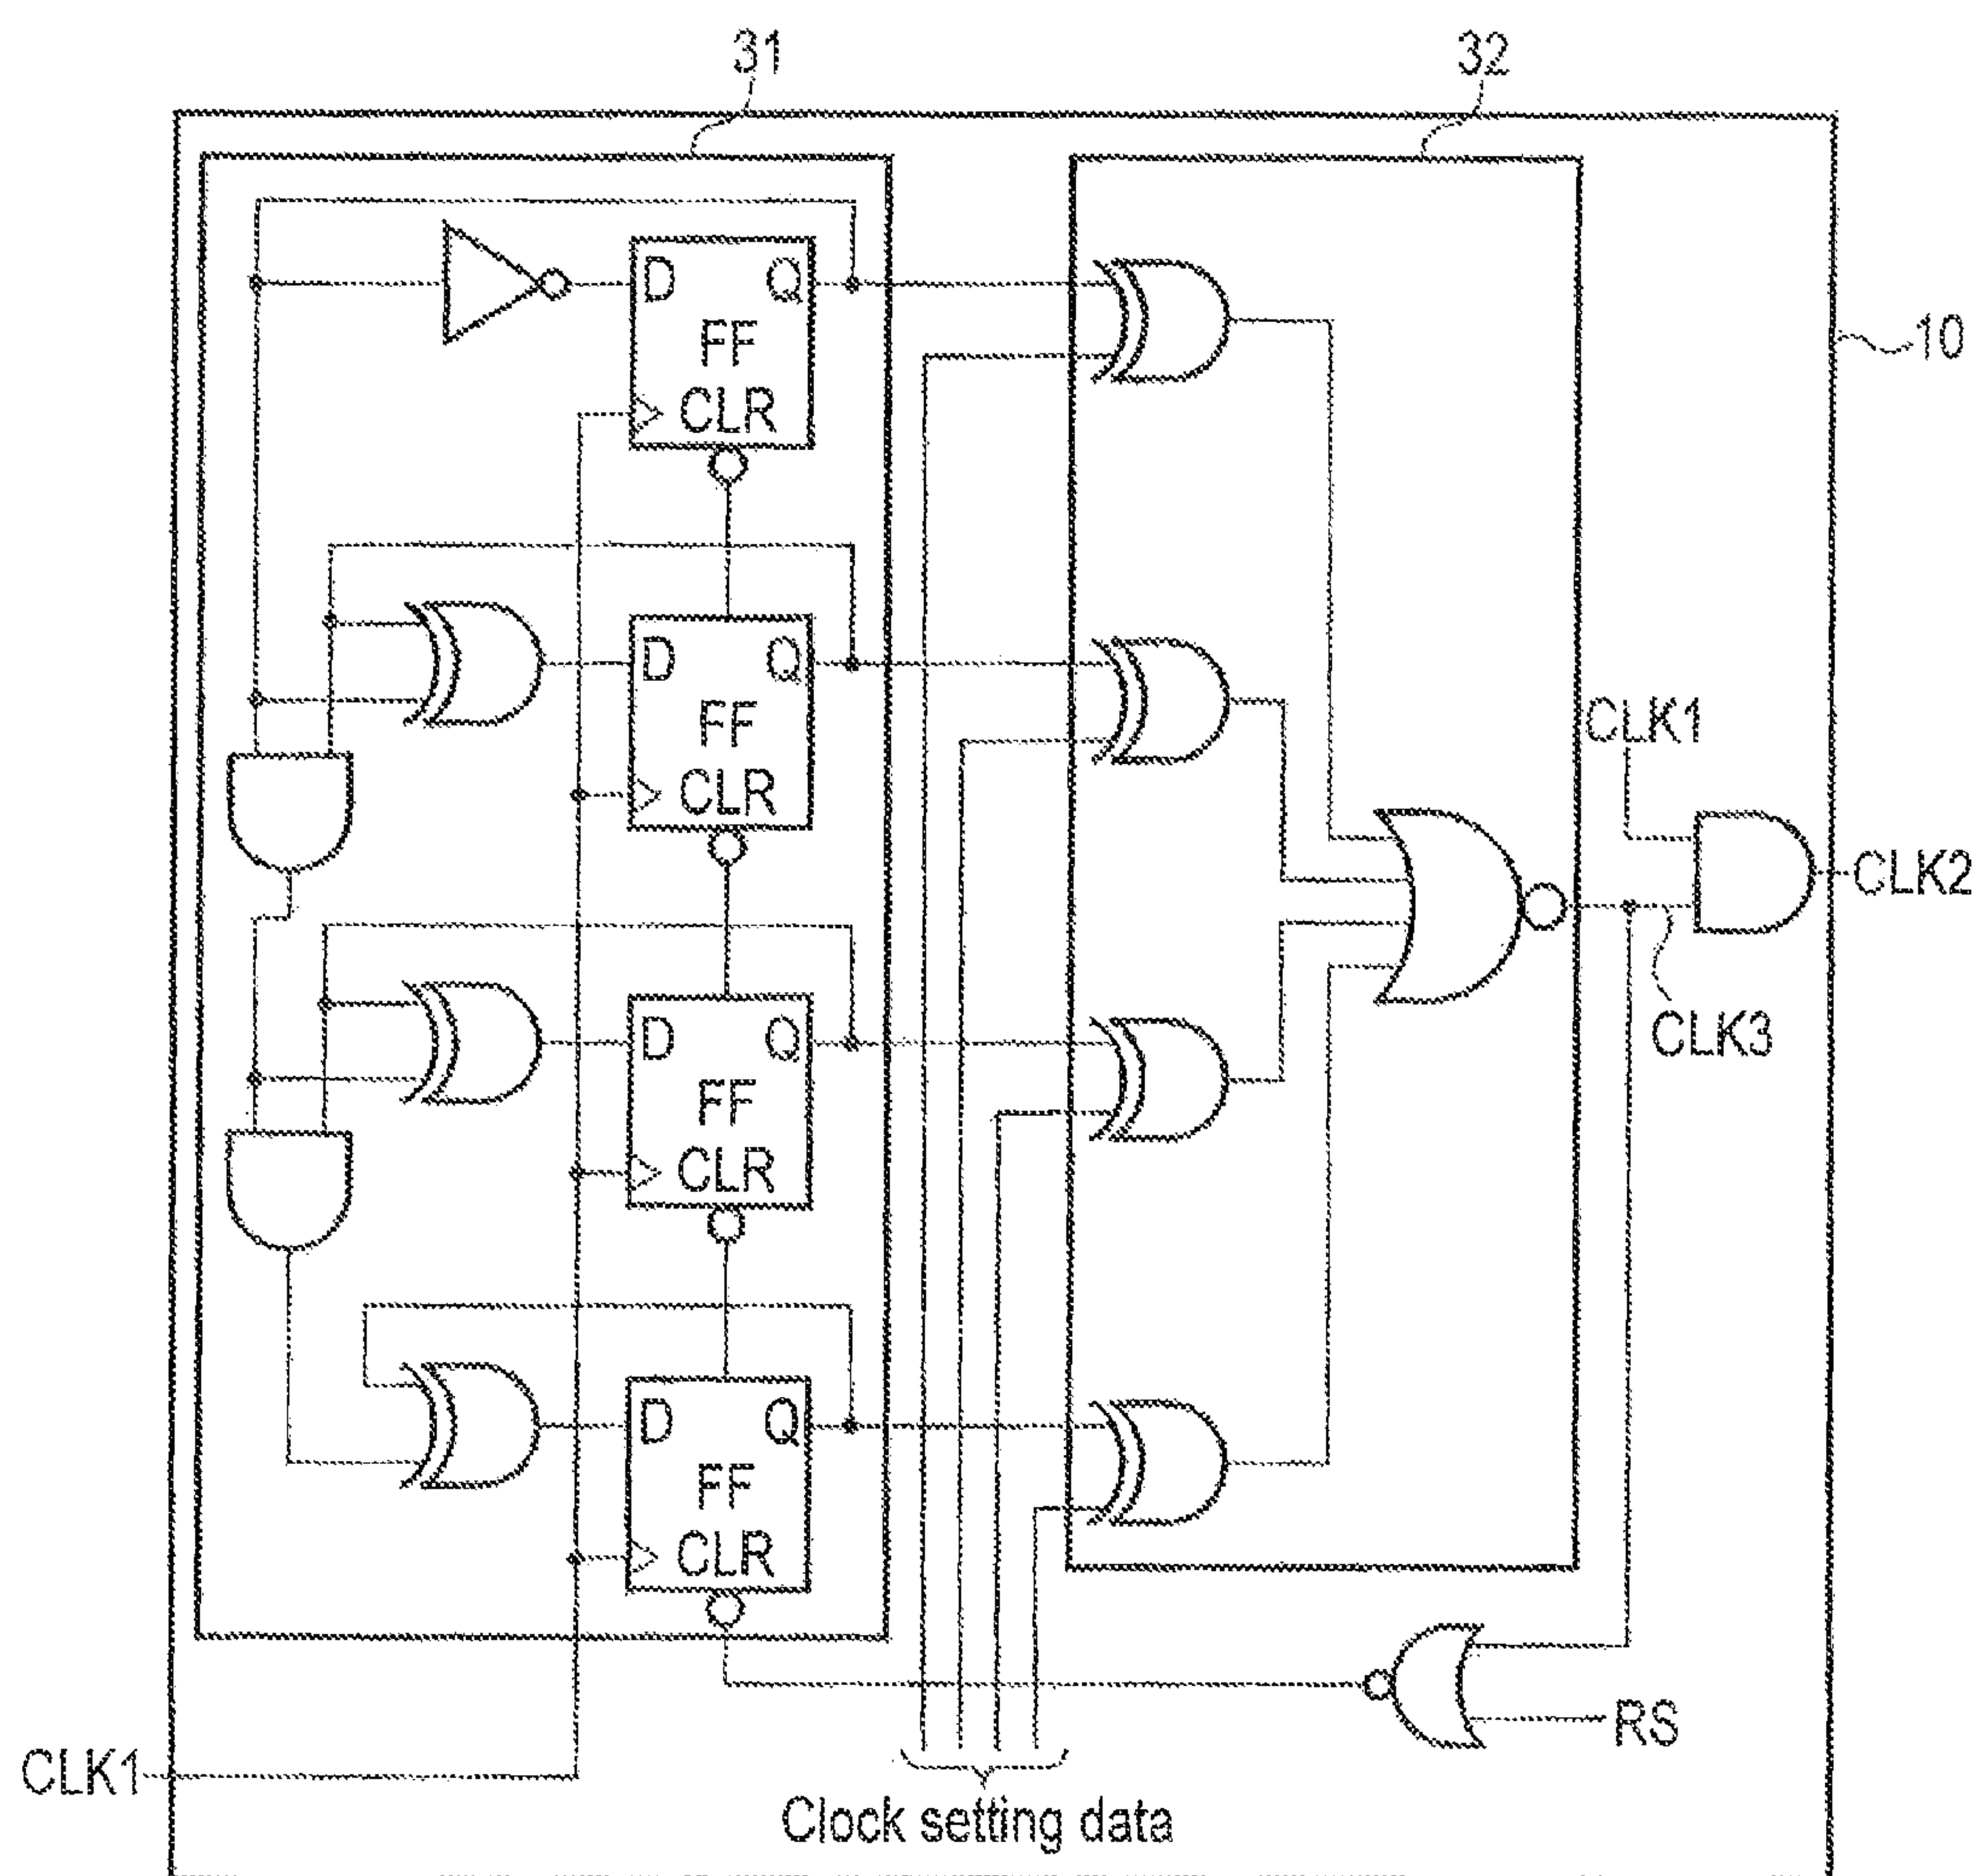 31
32
10
D Q
FF
CLR
D Q
FF
CLR
CLK1
CLK2
CLK3
D Q
FF
CLR
D Q
FF
CLR
RS
CLK1
Clock setting data